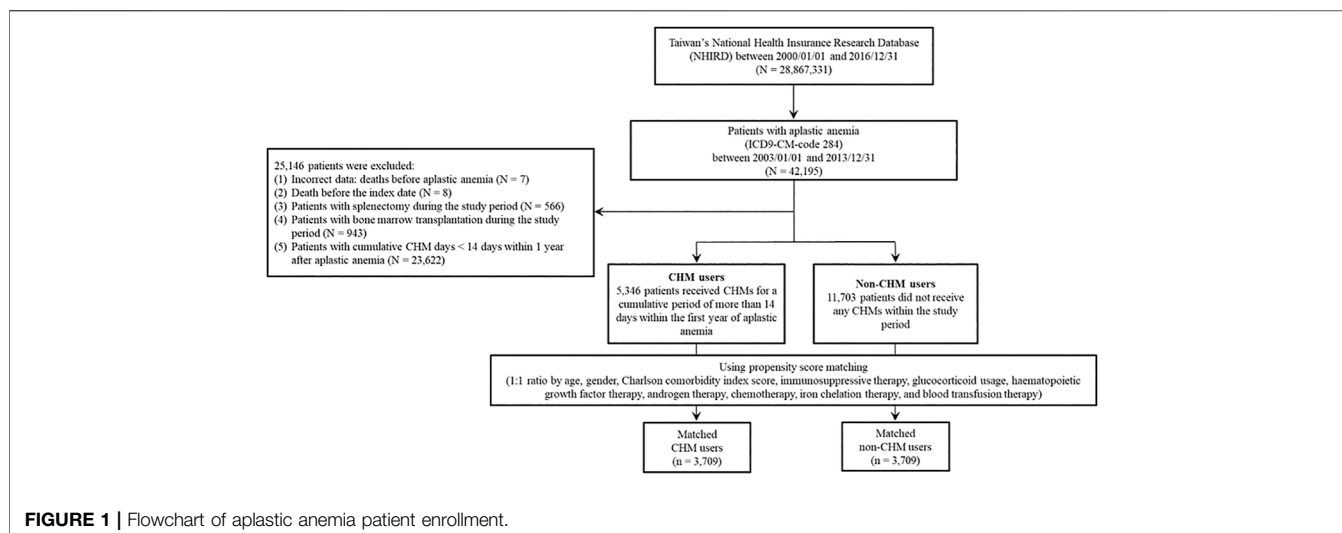 Taiwan's National Health Insurance Research Database
(NHIRD) between 2000/01/01 and 2016/12/31
(N = 28,867,331)
Patients with aplastic anemia
(ICD9-CM-code 284)
between 2003/01/01 and 2013/12/31
(N = 42,195)
25,146 patients were excluded:
(1) Incorrect data: deaths before aplastic anemia (N = 7)
(2) Death before the index date (N = 8)
(3) Patients with splenectomy during the study period (N = 566)
(4) Patients with bone marrow transplantation during the study
period (N = 943)
(5) Patients with cumulative CHM days < 14 days within 1 year
after aplastic anemia (N = 23,622)
CHM users
5,346 patients received CHMs for a
cumulative period of more than 14
days within the first year of aplastic
anemia
Non-CHM users
11,703 patients did not receive
any CHMs within the study
period
Using propensity score matching
(1:1 ratio by age, gender, Charlson comorbidity index score, immunosuppressive therapy, glucocorticoid usage, haematopoietic
growth factor therapy, androgen therapy, chemotherapy, iron chelation therapy, and blood transfusion therapy)
Matched
CHM users
(n = 3,709)
Matched
non-CHM users
(n = 3,709)
FIGURE 1 | Flowchart of aplastic anemia patient enrollment.